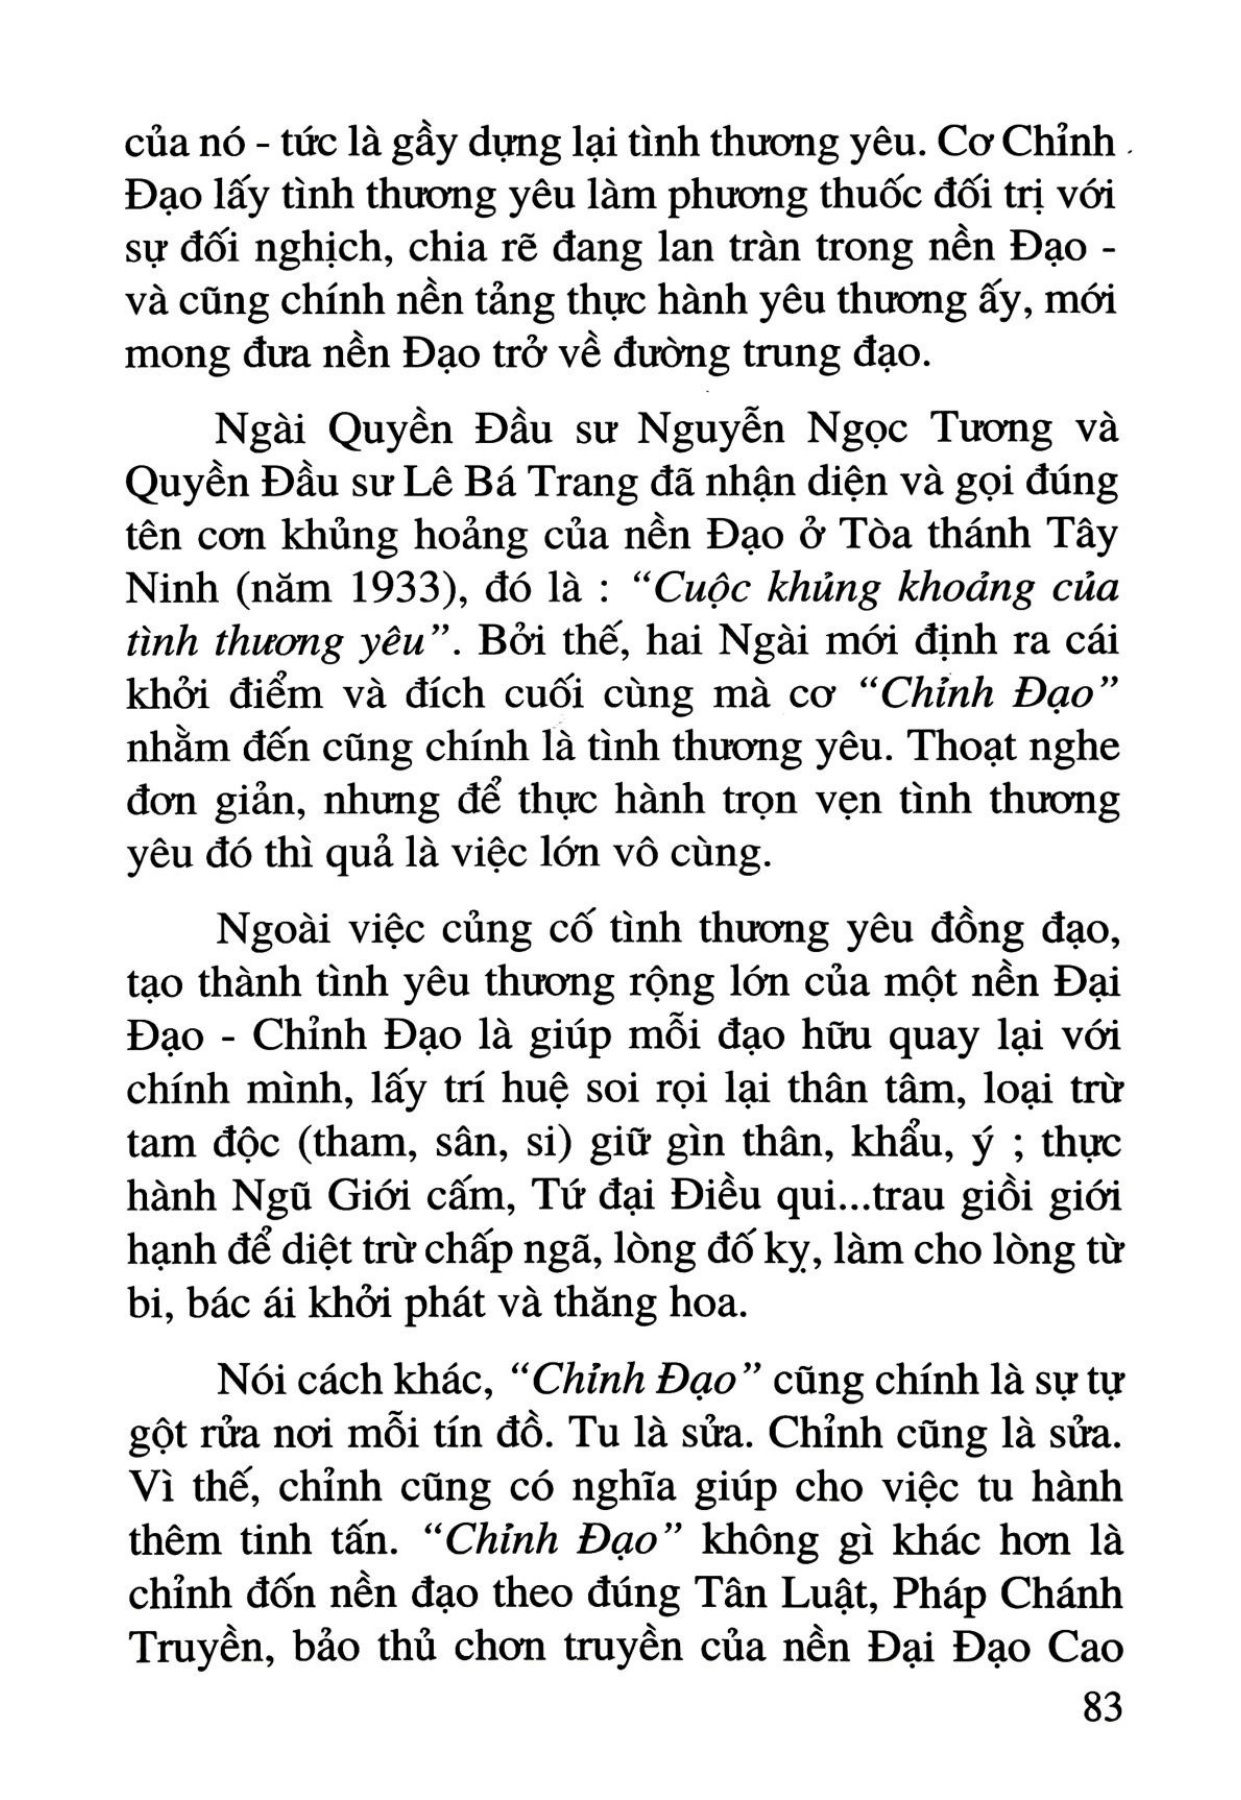 của nó - tức là gầy dựng lại tình thương yêu. Cơ Chỉnh
Đạo lấy tình thương yêu làm phương thuốc đối trị với
sự đối nghịch, chia rẽ đang lan tràn trong nền Đạo -
và cũng chính nền tảng thực hành yêu thương ấy, mới
mong đưa nền Đạo trở về đường trung đạo.
Ngài Quyền Đầu sư Nguyễn Ngọc Tương và
Quyền Đầu sư Lê Bá Trang đã nhận diện và gọi đúng
tên cơn khủng hoảng của nền Đạo ở Tòa thánh Tây
Ninh (năm 1933), đó là : “Cuộc khủng khoảng của
tình thương yêu”. Bởi thế, hai Ngài mới định ra cái
khởi điểm và đích cuối cùng mà cơ “Chỉnh Đạo”
nhằm đến cũng chính là tình thương yêu. Thoạt nghe
đơn giản, nhưng để thực hành trọn vẹn tình thương
yêu đó thì quả là việc lớn vô cùng.
Ngoài việc củng cố tình thương yêu đồng đạo,
tạo thành tình yêu thương rộng lớn của một nền Đại
Đạo - Chỉnh Đạo là giúp mỗi đạo hữu quay lại với
chính mình, lấy trí huệ soi rọi lại thân tâm, loại trừ
tam độc (tham, sân, si) giữ gìn thân, khẩu, ý ; thực
hành Ngũ Giới cấm, Tứ đại Điều qui...trau giồi giới
hạnh để diệt trừ chấp ngã, lòng đố kỵ, làm cho lòng từ
bi, bác ái khởi phát và thăng hoa.
Nói cách khác, “Chỉnh Đạo” cũng chính là sự tự
gột rửa nơi mỗi tín đồ. Tu là sửa. Chỉnh cũng là sửa.
Vì thế, chỉnh cũng có nghĩa giúp cho việc tu hành
thêm tinh tấn. “Chỉnh Đạo” không gì khác hơn là
chỉnh đốn nền đạo theo đúng Tân Luật, Pháp Chánh
Truyền, bảo thủ chơn truyền của nền Đại Đạo Cao
83